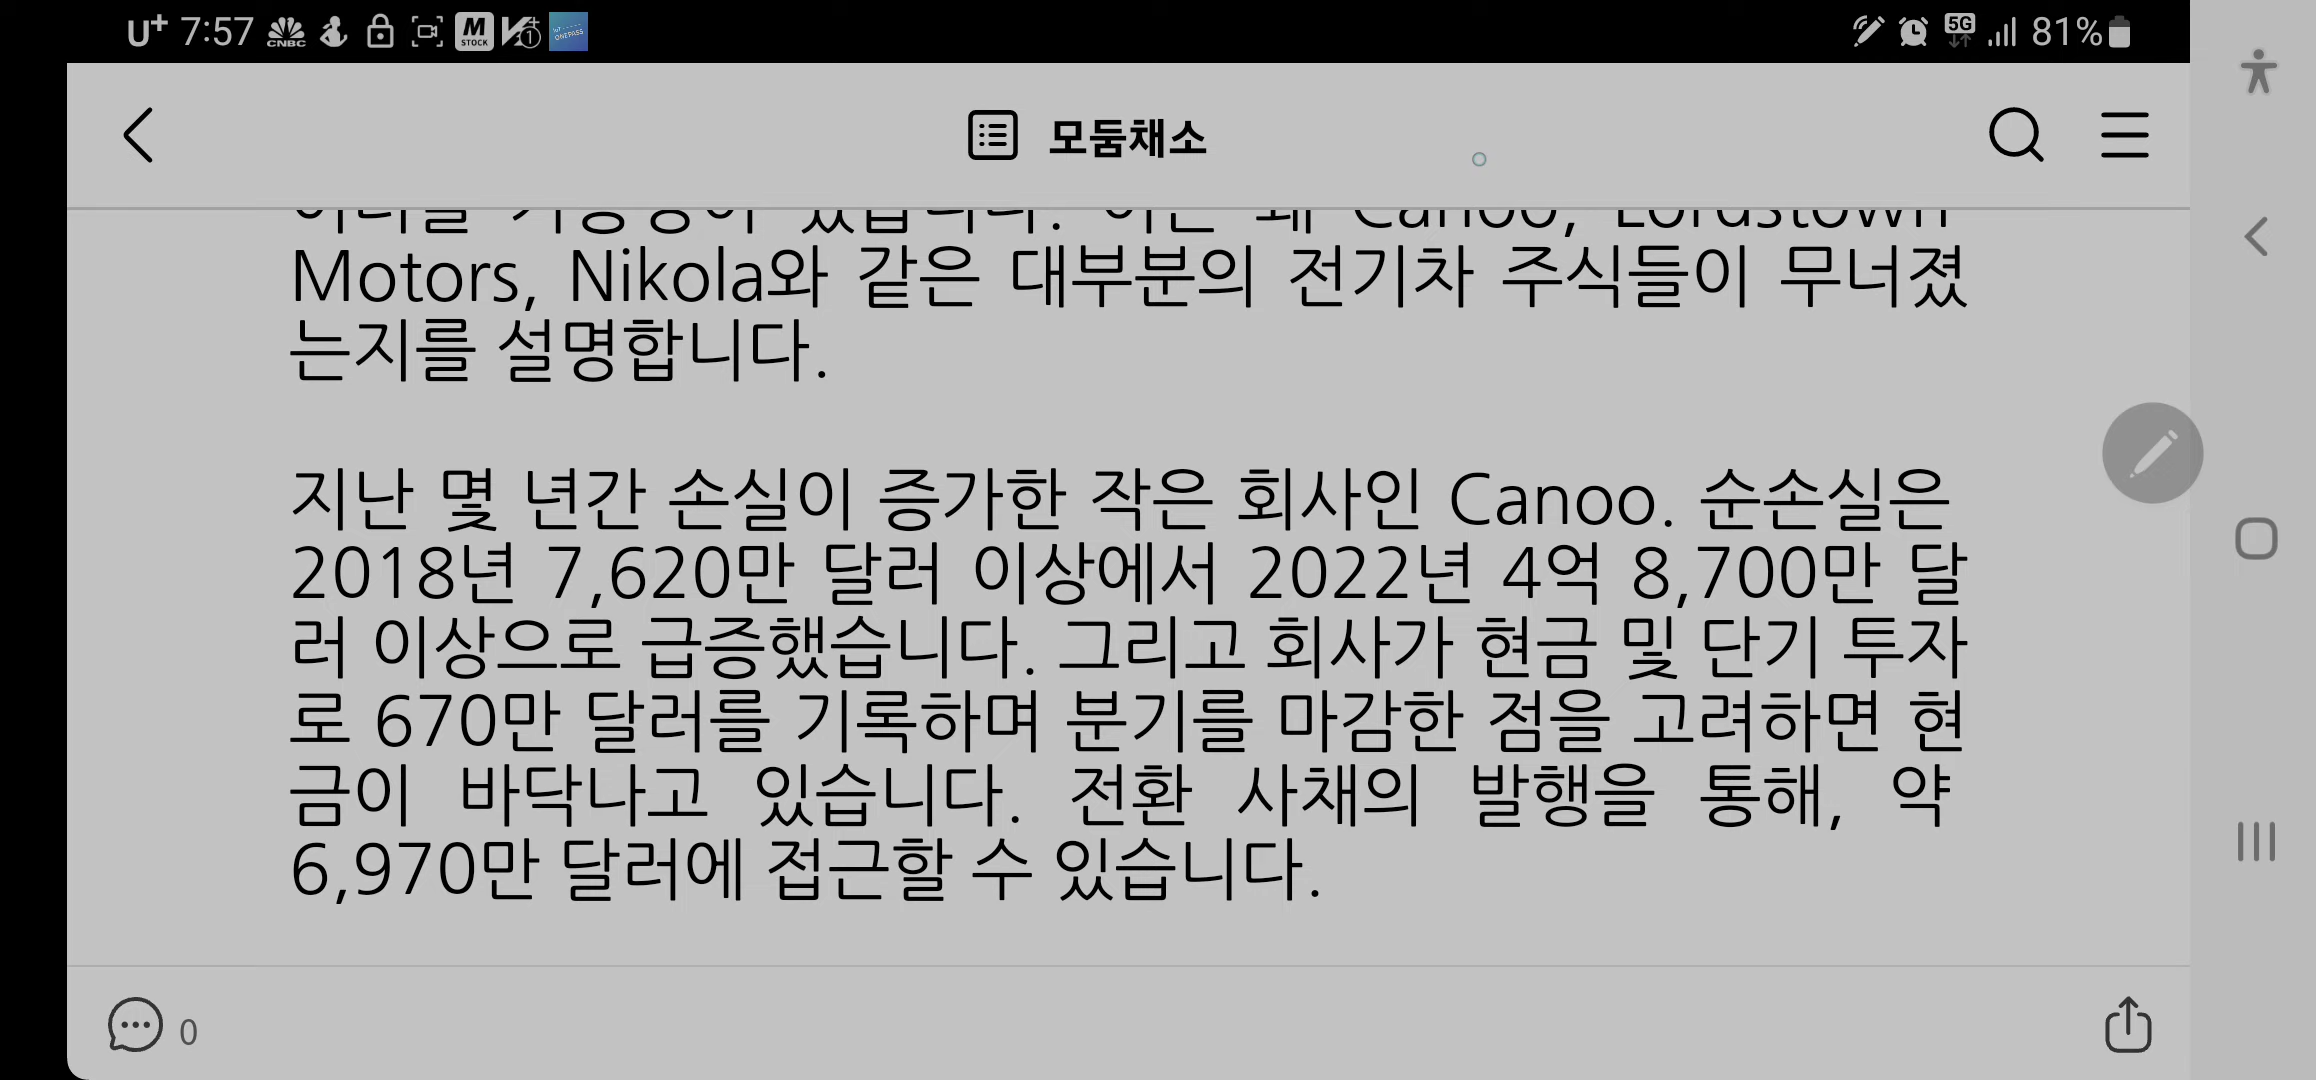 U+ 7:57 CNBC M STOCK 1 ONEPASS 5G 81%
모둠채소
Canoo, Lordstown
Motors, Nikola와 같은 대부분의 전기차 주식들이 무너졌
는지를 설명합니다.
지난 몇 년간 손실이 증가한 작은 회사인 Canoo. 순손실은
2018년 7,620만 달러 이상에서 2022년 4억 8,700만 달
러 이상으로 급증했습니다. 그리고 회사가 현금 및 단기 투자
로 670만 달러를 기록하며 분기를 마감한 점을 고려하면 현
금이 바닥나고 있습니다. 전환 사채의 발행을 통해, 약
6,970만 달러에 접근할 수 있습니다.
0